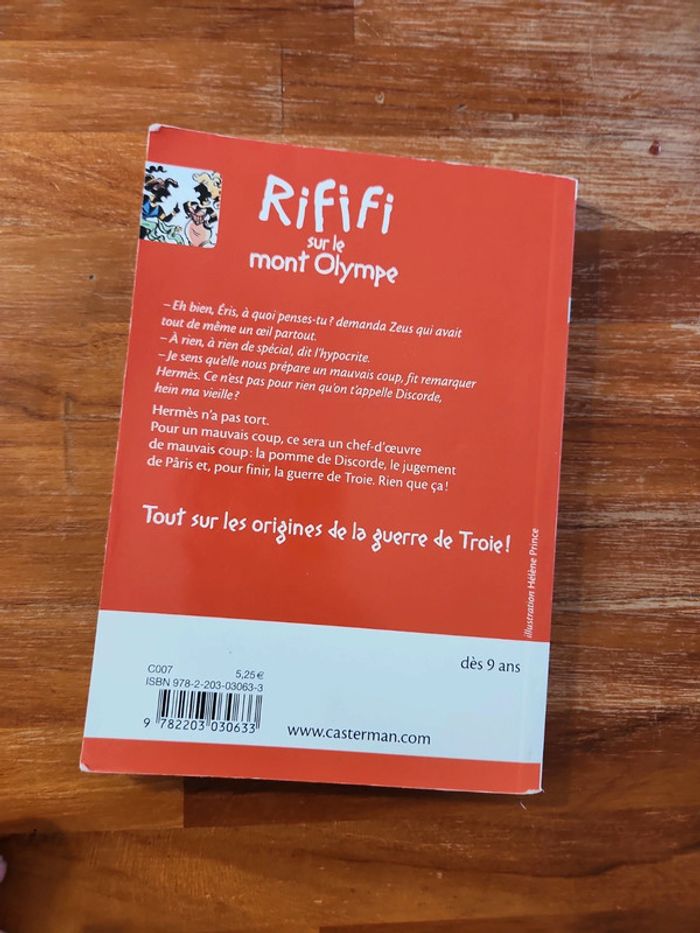 Rififi
sur le
mont Olympe
– Eh bien, Éris, à quoi penses-tu ? demanda Zeus qui avait
tout de même un œil partout.
– À rien, à rien de spécial, dit l'hypocrite.
– Je sens qu'elle nous prépare un mauvais coup, fit remarquer
Hermès. Ce n'est pas pour rien qu'on t'appelle Discorde,
hein ma vieille ?
Hermès n'a pas tort.
Pour un mauvais coup, ce sera un chef-d'œuvre
de mauvais coup : la pomme de Discorde, le jugement
de Pâris et, pour finir, la guerre de Troie. Rien que ça !
Tout sur les origines de la guerre de Troie !
illustration Hélène Prince
dès 9 ans
C007 5,25 €
ISBN 978-2-203-03063-3
9 782203 030633
www.casterman.com